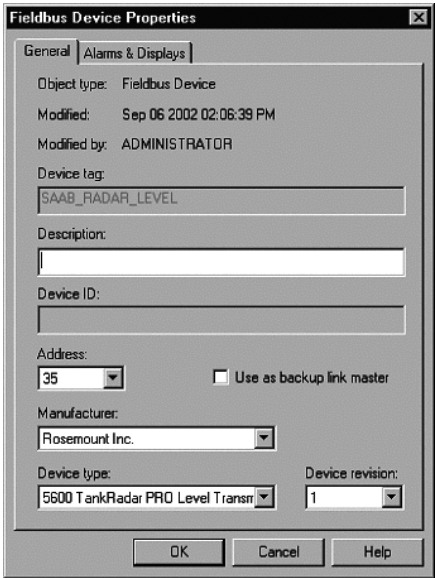 Fieldbus Device Properties
General
Alarms & Displays
Object type: Fieldbus Device
Modified: Sep 06 2002 02:06:39 PM
Modified by: ADMINISTRATOR
Device tag:
SAAB_RADAR_LEVEL
Description:
Device ID:
Address:
35
Use as backup link master
Manufacturer:
Rosemount Inc.
Device type:
Device revision:
5600 TankRadar PRO Level Transm
1
OK
Cancel
Help